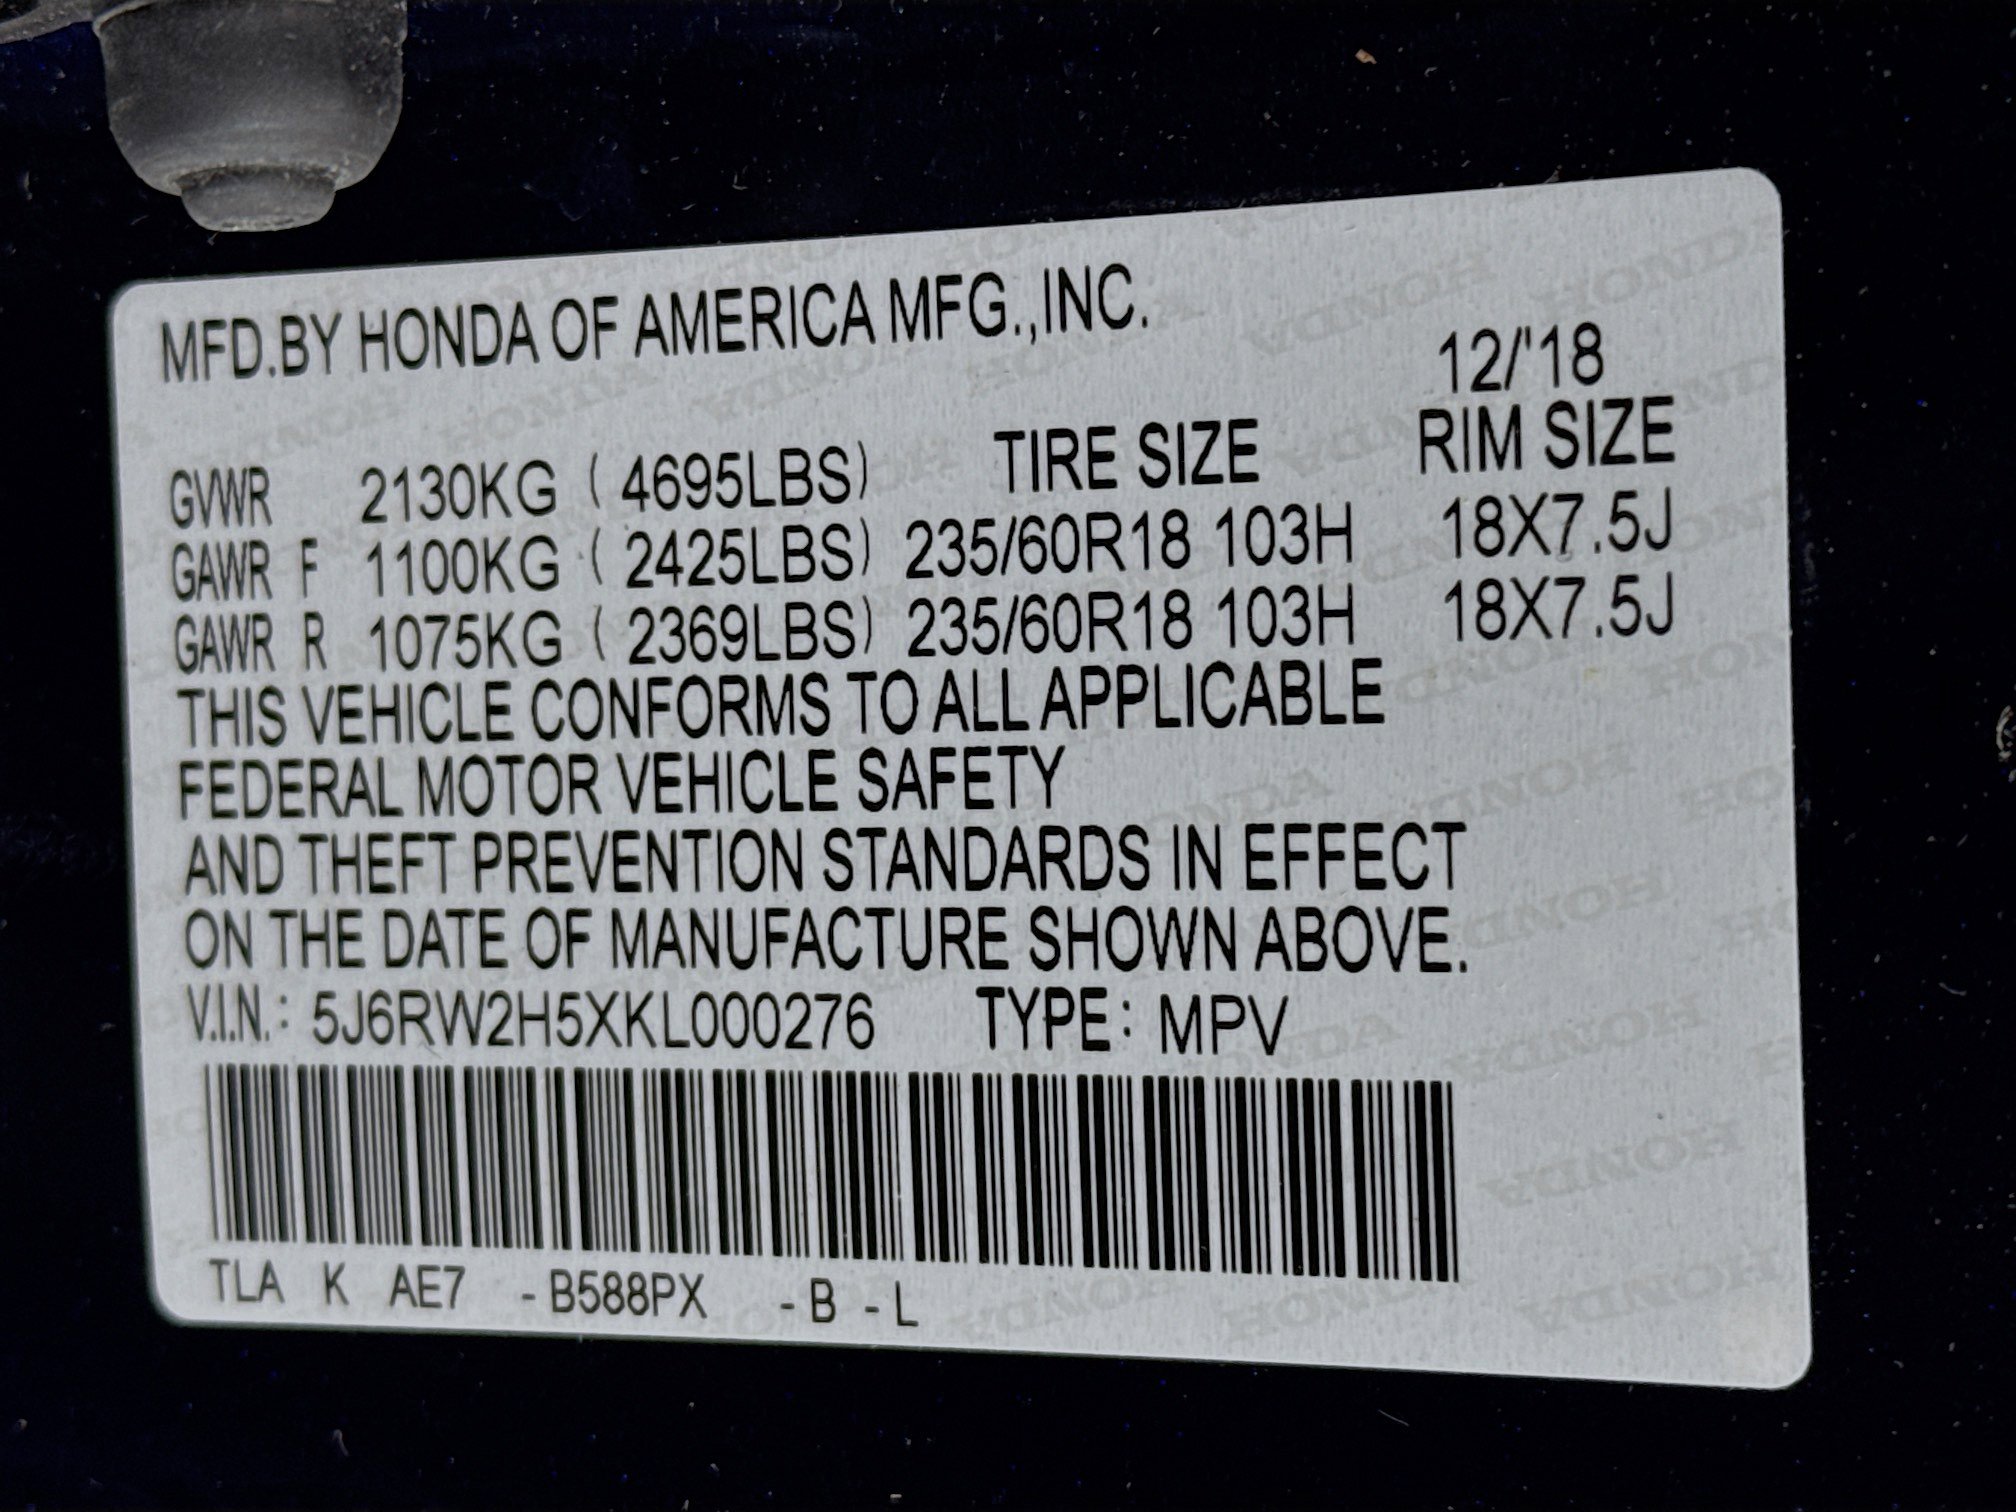 MFD.BY HONDA OF AMERICA MFG.,INC.
12/'18
GVWR 2130KG ( 4695LBS) TIRE SIZE RIM SIZE
GAWR F 1100KG ( 2425LBS) 235/60R18 103H 18X7.5J
GAWR R 1075KG ( 2369LBS) 235/60R18 103H 18X7.5J
THIS VEHICLE CONFORMS TO ALL APPLICABLE
FEDERAL MOTOR VEHICLE SAFETY
AND THEFT PREVENTION STANDARDS IN EFFECT
ON THE DATE OF MANUFACTURE SHOWN ABOVE.
V.I.N.: 5J6RW2H5XKL000276 TYPE: MPV
TLA K AE7 -B588PX -B -L